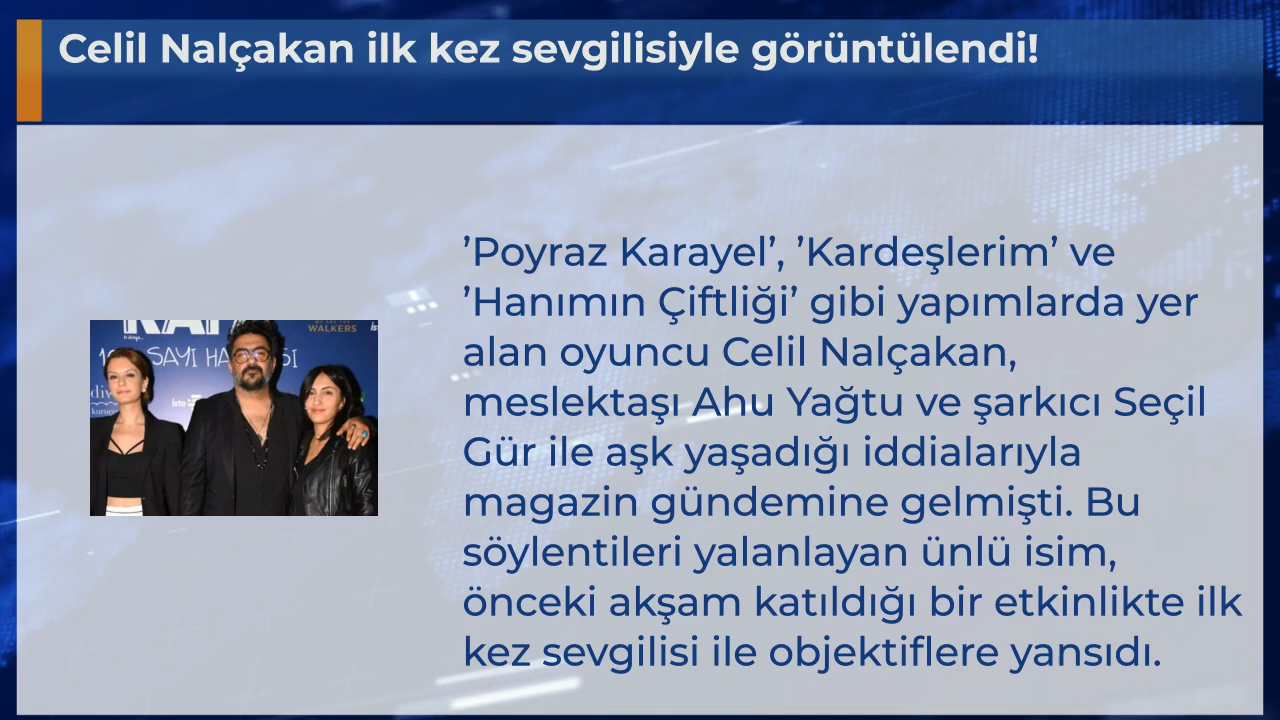 Celil Nalçakan ilk kez sevgilisiyle görüntülendi!
’Poyraz Karayel’, ’Kardeşlerim’ ve
’Hanımın Çiftliği’ gibi yapımlarda yer
alan oyuncu Celil Nalçakan,
meslektaşı Ahu Yağtu ve şarkıcı Seçil
Gür ile aşk yaşadığı iddialarıyla
magazin gündemine gelmişti. Bu
söylentileri yalanlayan ünlü isim,
önceki akşam katıldığı bir etkinlikte ilk
kez sevgilisi ile objektiflere yansıdı.
WALKERS
SAYI